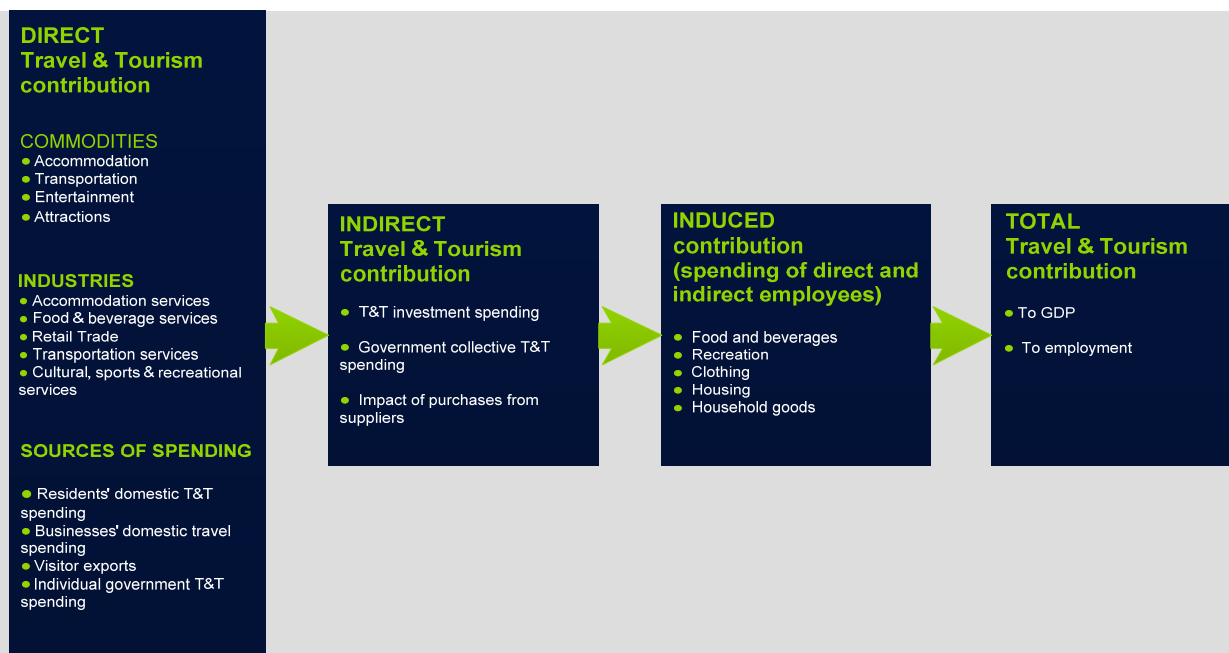 DIRECT
Travel & Tourism
contribution
COMMODITIES
● Accommodation
● Transportation
● Entertainment
● Attractions
INDUSTRIES
● Accommodation services
● Food & beverage services
● Retail Trade
● Transportation services
● Cultural, sports & recreational
services
SOURCES OF SPENDING
● Residents' domestic T&T
spending
● Businesses' domestic travel
spending
● Visitor exports
● Individual government T&T
spending
INDIRECT
Travel & Tourism
contribution
● T&T investment spending
● Government collective T&T
spending
● Impact of purchases from
suppliers
INDUCED
contribution
(spending of direct and
indirect employees)
● Food and beverages
● Recreation
● Clothing
● Housing
● Household goods
TOTAL
Travel & Tourism
contribution
● To GDP
● To employment